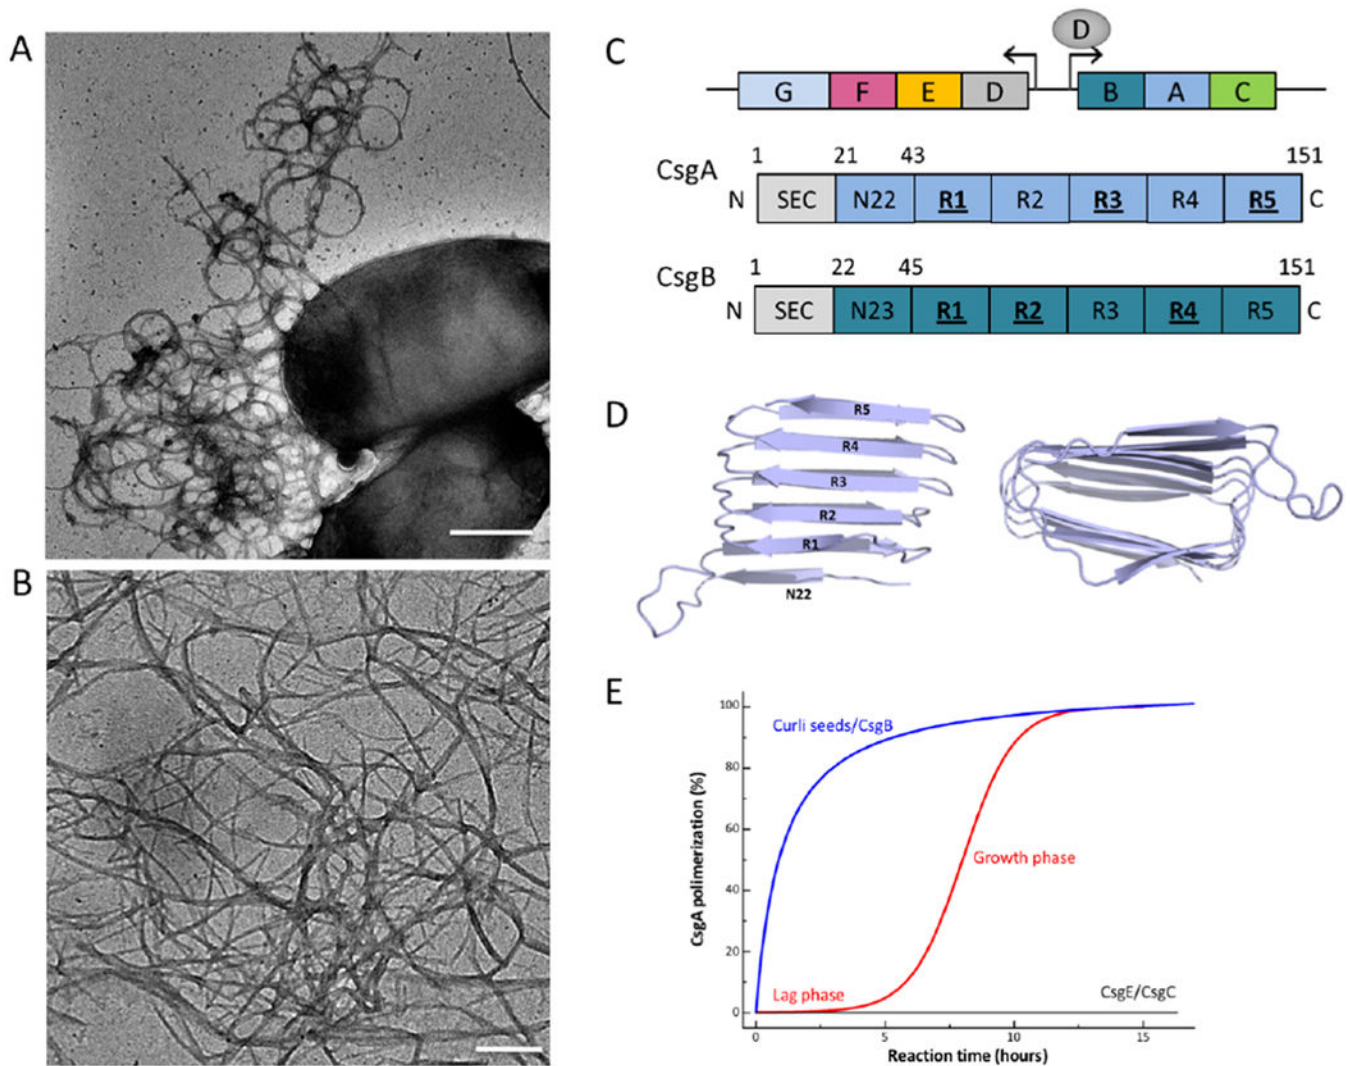 A
B
C
D
G F E D B A C
1 21 43 151
CsgA
N SEC N22 R1 R2 R3 R4 R5 C
CsgB
1 22 45 151
N SEC N23 R1 R2 R3 R4 R5 C
D
R5
R4
R3
R2
R1
N22
E
100
80
60
40
20
0
CsgA polimerization (%)
Curli seeds/CsgB
Growth phase
Lag phase
CsgE/CsgC
0 5 10 15
Reaction time (hours)